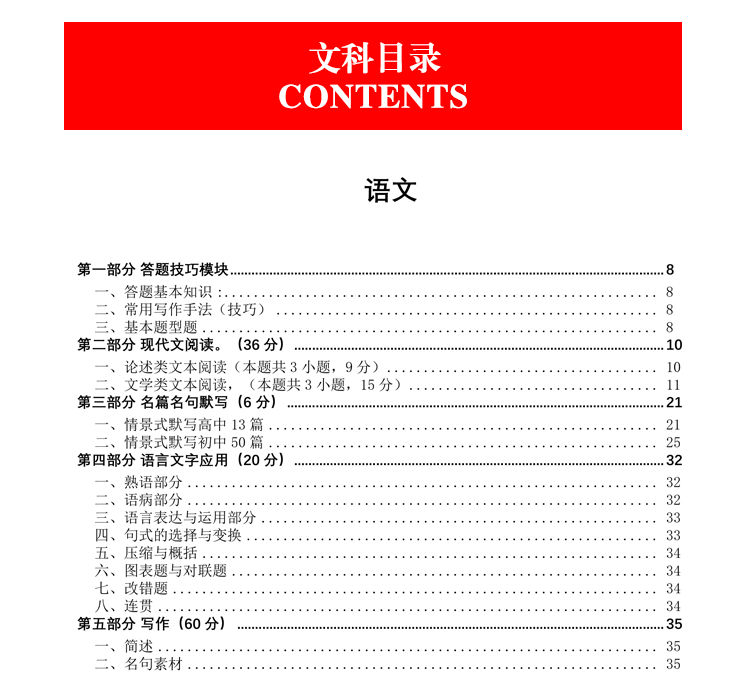 文科目录
CONTENTS
语文
第一部分 答题技巧模块........8
一、答题基本知识：........ 8
二、常用写作手法（技巧）........ 8
三、基本题型题........ 8
第二部分 现代文阅读。（36 分）........10
一、论述类文本阅读（本题共 3 小题，9 分）........ 10
二、文学类文本阅读，（本题共 3 小题，15 分）........ 11
第三部分 名篇名句默写（6 分）........21
一、情景式默写高中 13 篇........ 21
二、情景式默写初中 50 篇........ 25
第四部分 语言文字应用（20 分）........32
一、熟语部分........ 32
二、语病部分........ 32
三、语言表达与运用部分........ 33
四、句式的选择与变换........ 33
五、压缩与概括........ 34
六、图表题与对联题........ 34
七、改错题........ 34
八、连贯........ 34
第五部分 写作（60 分）........35
一、简述........ 35
二、名句素材........ 35